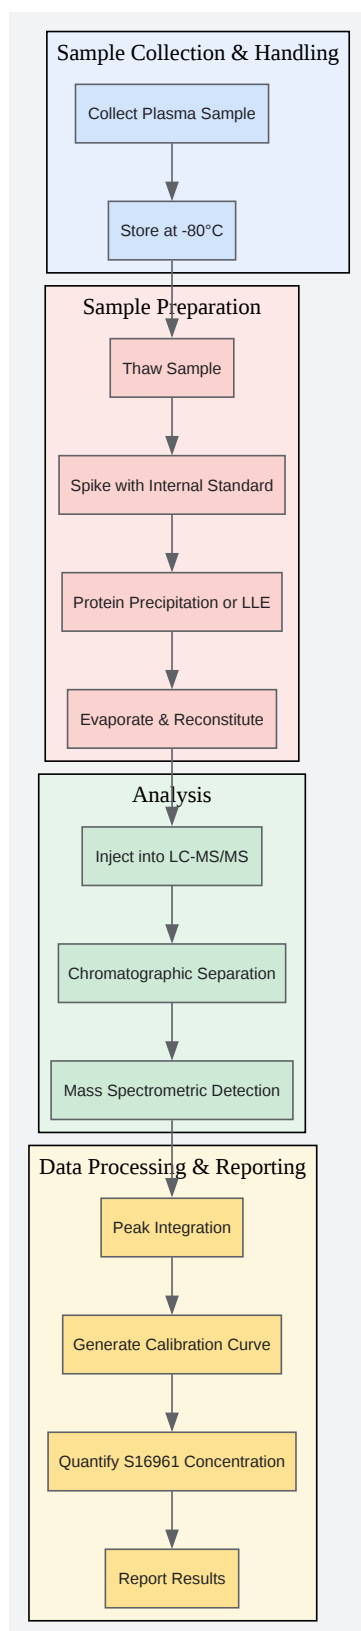 Sample Collection & Handling
Collect Plasma Sample
Store at -80°C
Sample Preparation
Thaw Sample
Spike with Internal Standard
Protein Precipitation or LLE
Evaporate & Reconstitute
Analysis
Inject into LC-MS/MS
Chromatographic Separation
Mass Spectrometric Detection
Data Processing & Reporting
Peak Integration
Generate Calibration Curve
Quantify S16961 Concentration
Report Results